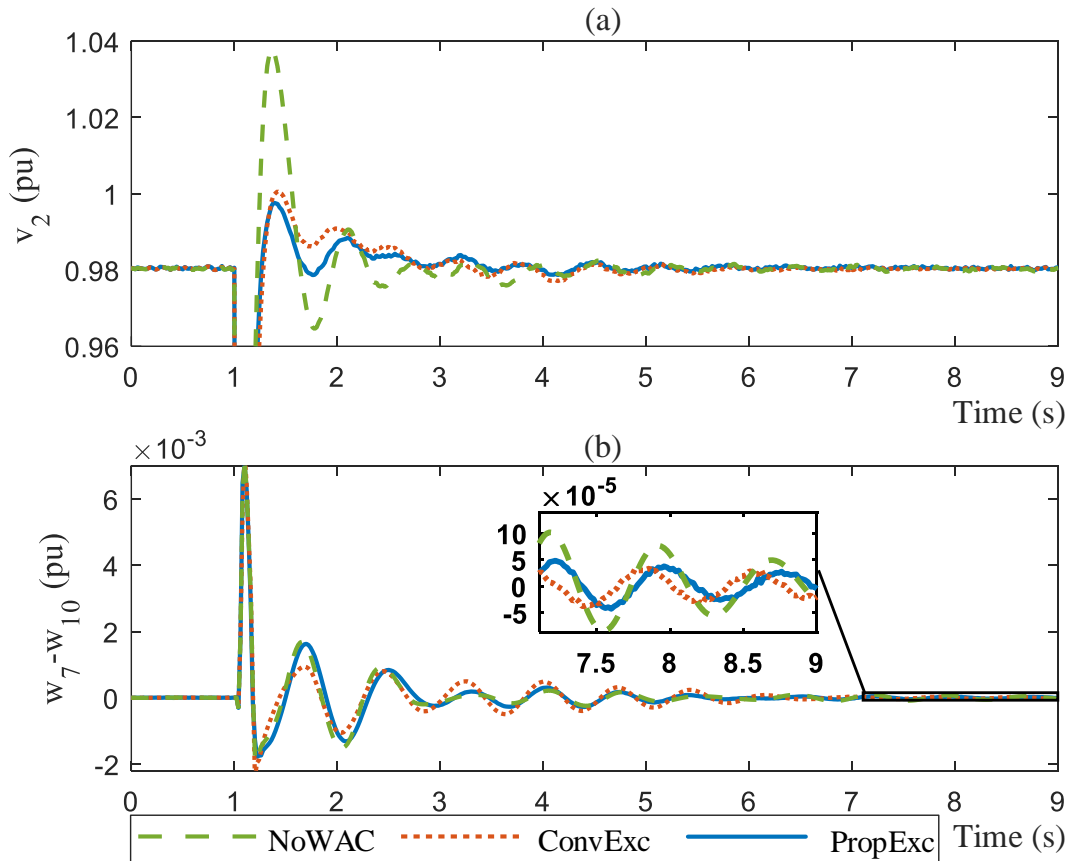 (a)
1.04
1.02
1
0.98
0.96
v2 (pu)
0 1 2 3 4 5 6 7 8 9
Time (s)
(b)
×10-3
6
4
2
0
-2
w7-w10 (pu)
×10-5
10
5
0
-5
7.5 8 8.5 9
0 1 2 3 4 5 6 7 8 9
NoWAC ConvExc PropExc Time (s)